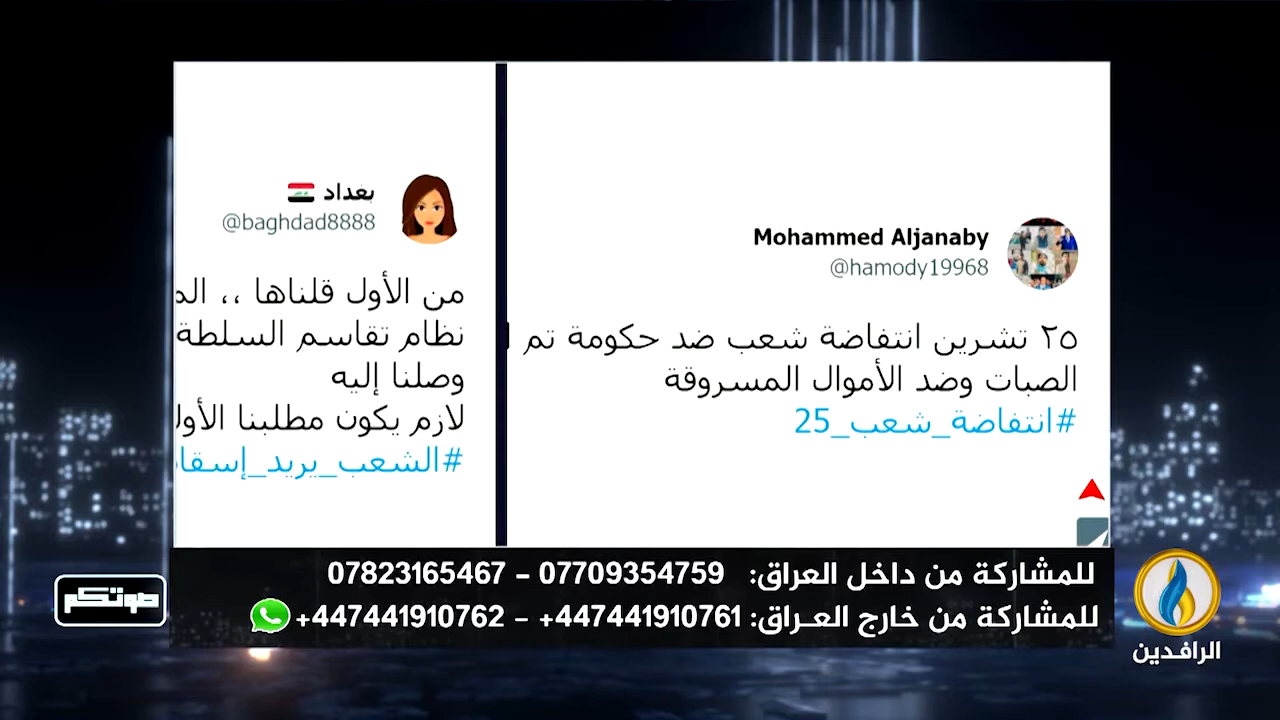 Mohammed Aljanaby
@hamody19968
٢٥ تشرين انتفاضة شعب ضد حكومة تم
الصبات وضد الأموال المسروقة
#انتفاضة_شعب_25
بغداد
@baghdad8888
من الأول قلناها ،،
نظام تقاسم السلطة
وصلنا إليه
لازم يكون مطلبنا الأول
#الشعب_يريد_إسقا
للمشاركة من داخل العراق: 07709354759 - 07823165467
للمشاركة من خارج العراق: 447441910761+ - 447441910762+
صوتكم
الرافدين